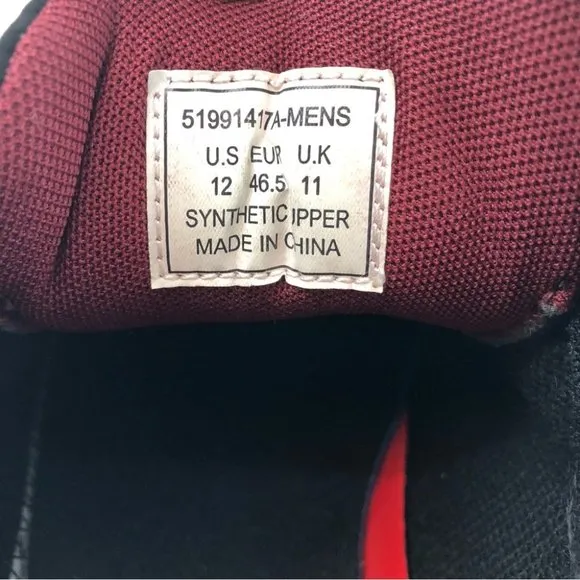 51991417A-MENS
U.S EUR U.K
12 46.5 11
SYNTHETIC UPPER
MADE IN CHINA